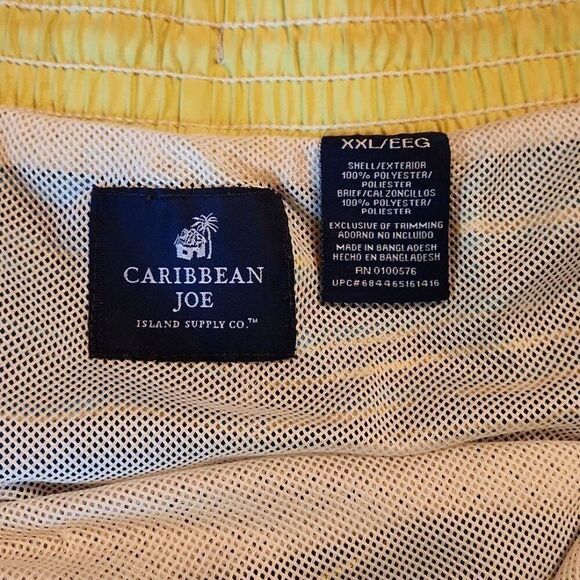 CARIBBEAN
JOE
ISLAND SUPPLY CO.™
XXL/EEG
SHELL/EXTERIOR
100% POLYESTER/
POLIESTER
BRIEF/CALZONCILLOS
100% POLYESTER/
POLIESTER
EXCLUSIVE OF TRIMMING
ADORNO NO INCLUIDO
MADE IN BANGLADESH
HECHO EN BANGLADESH
RN 0100576
UPC# 684465161416